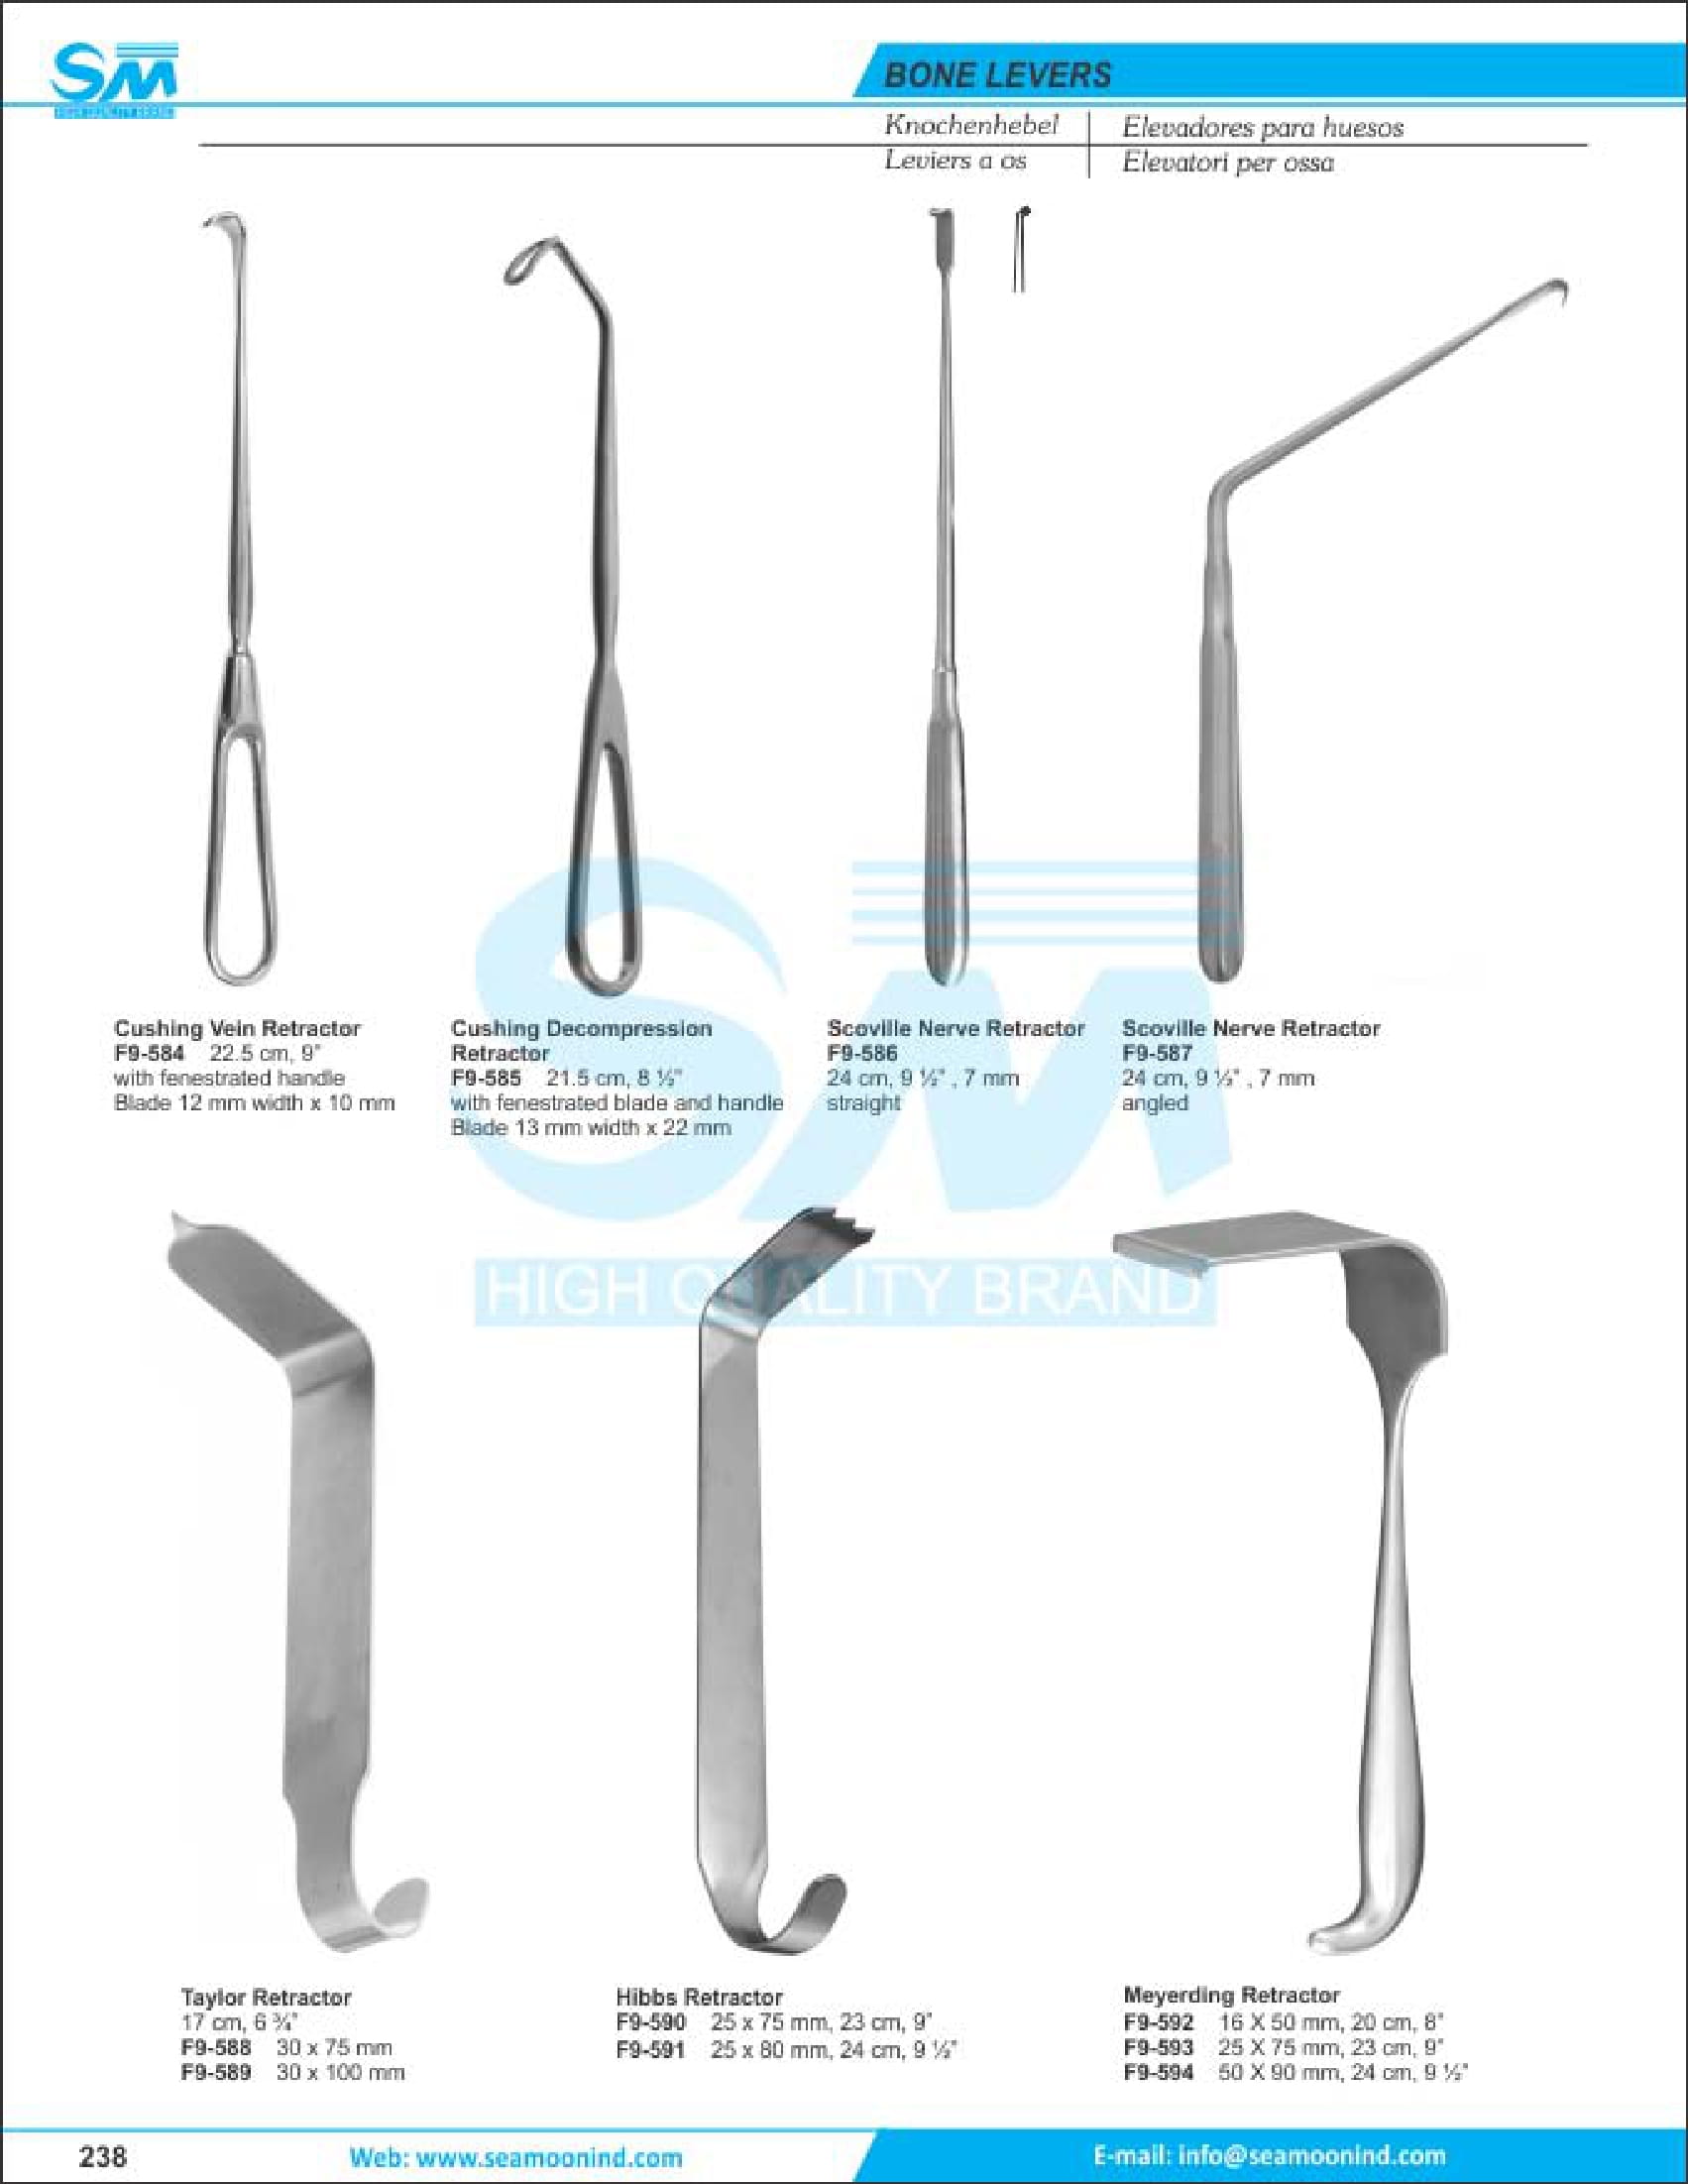 SM
BONE LEVERS
Knochenhebel
Elevadores para huesos
Leviers a os
Elevatori per ossa
Cushing Vein Retractor
F9-584 22.5 cm, 9"
with fenestrated handle
Blade 12 mm width x 10 mm
Cushing Decompression
Retractor
F9-585 21.5 cm, 8 ½"
with fenestrated blade and handle
Blade 13 mm width x 22 mm
Scoville Nerve Retractor
F9-586
24 cm, 9 ½" , 7 mm
straight
Scoville Nerve Retractor
F9-587
24 cm, 9 ½" , 7 mm
angled
SM
HIGH QUALITY BRAND
Taylor Retractor
17 cm, 6 ¾"
F9-588 30 x 75 mm
F9-589 30 x 100 mm
Hibbs Retractor
F9-590 25 x 75 mm, 23 cm, 9"
F9-591 25 x 80 mm, 24 cm, 9 ½"
Meyerding Retractor
F9-592 16 X 50 mm, 20 cm, 8"
F9-593 25 X 75 mm, 23 cm, 9"
F9-594 50 X 90 mm, 24 cm, 9 ½"
238
Web: www.seamoonind.com
E-mail: info@seamoonind.com